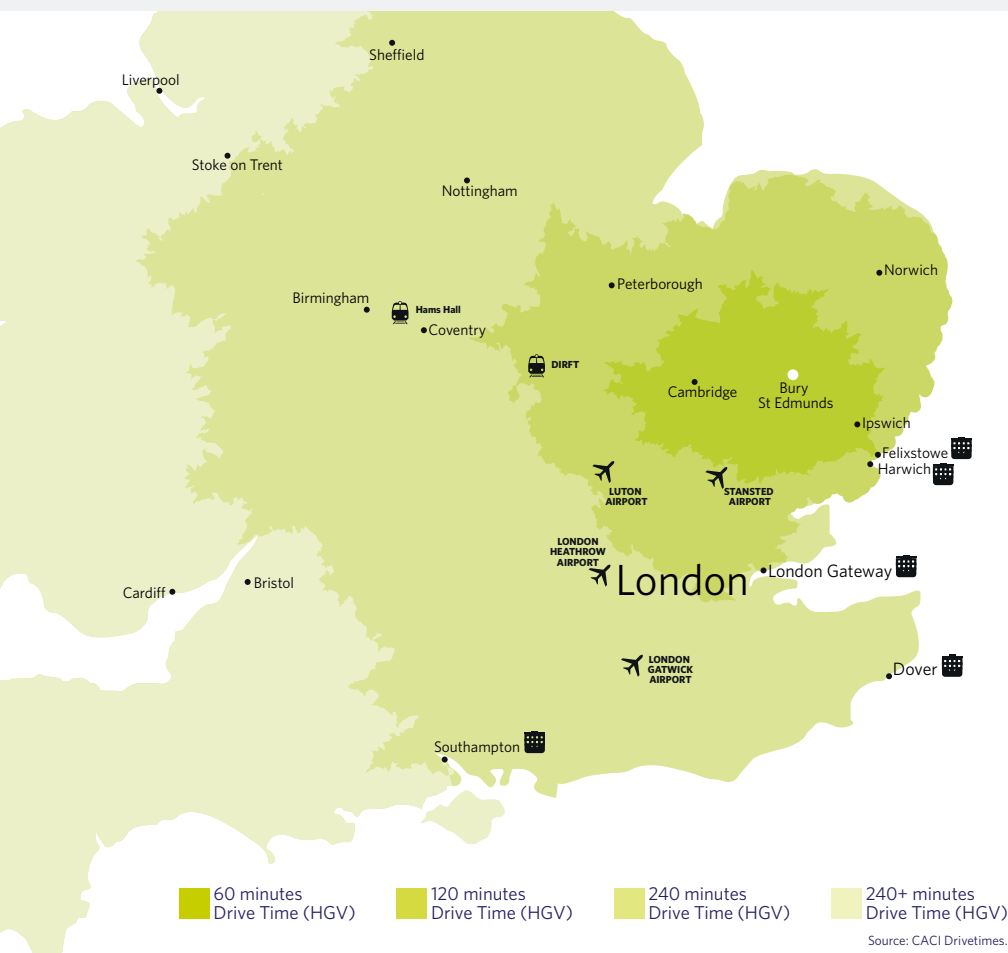 Sheffield
Liverpool
Stoke on Trent
Nottingham
Norwich
Peterborough
Birmingham
Hams Hall
Coventry
DIRFT
Cambridge
Bury
St Edmunds
Ipswich
Felixstowe
Harwich
LUTON
AIRPORT
STANSTED
AIRPORT
LONDON
HEATHROW
AIRPORT
London
London Gateway
Bristol
Cardiff
LONDON
GATWICK
AIRPORT
Dover
Southampton
60 minutes
Drive Time (HGV)
120 minutes
Drive Time (HGV)
240 minutes
Drive Time (HGV)
240+ minutes
Drive Time (HGV)
Source: CACI Drivetimes.